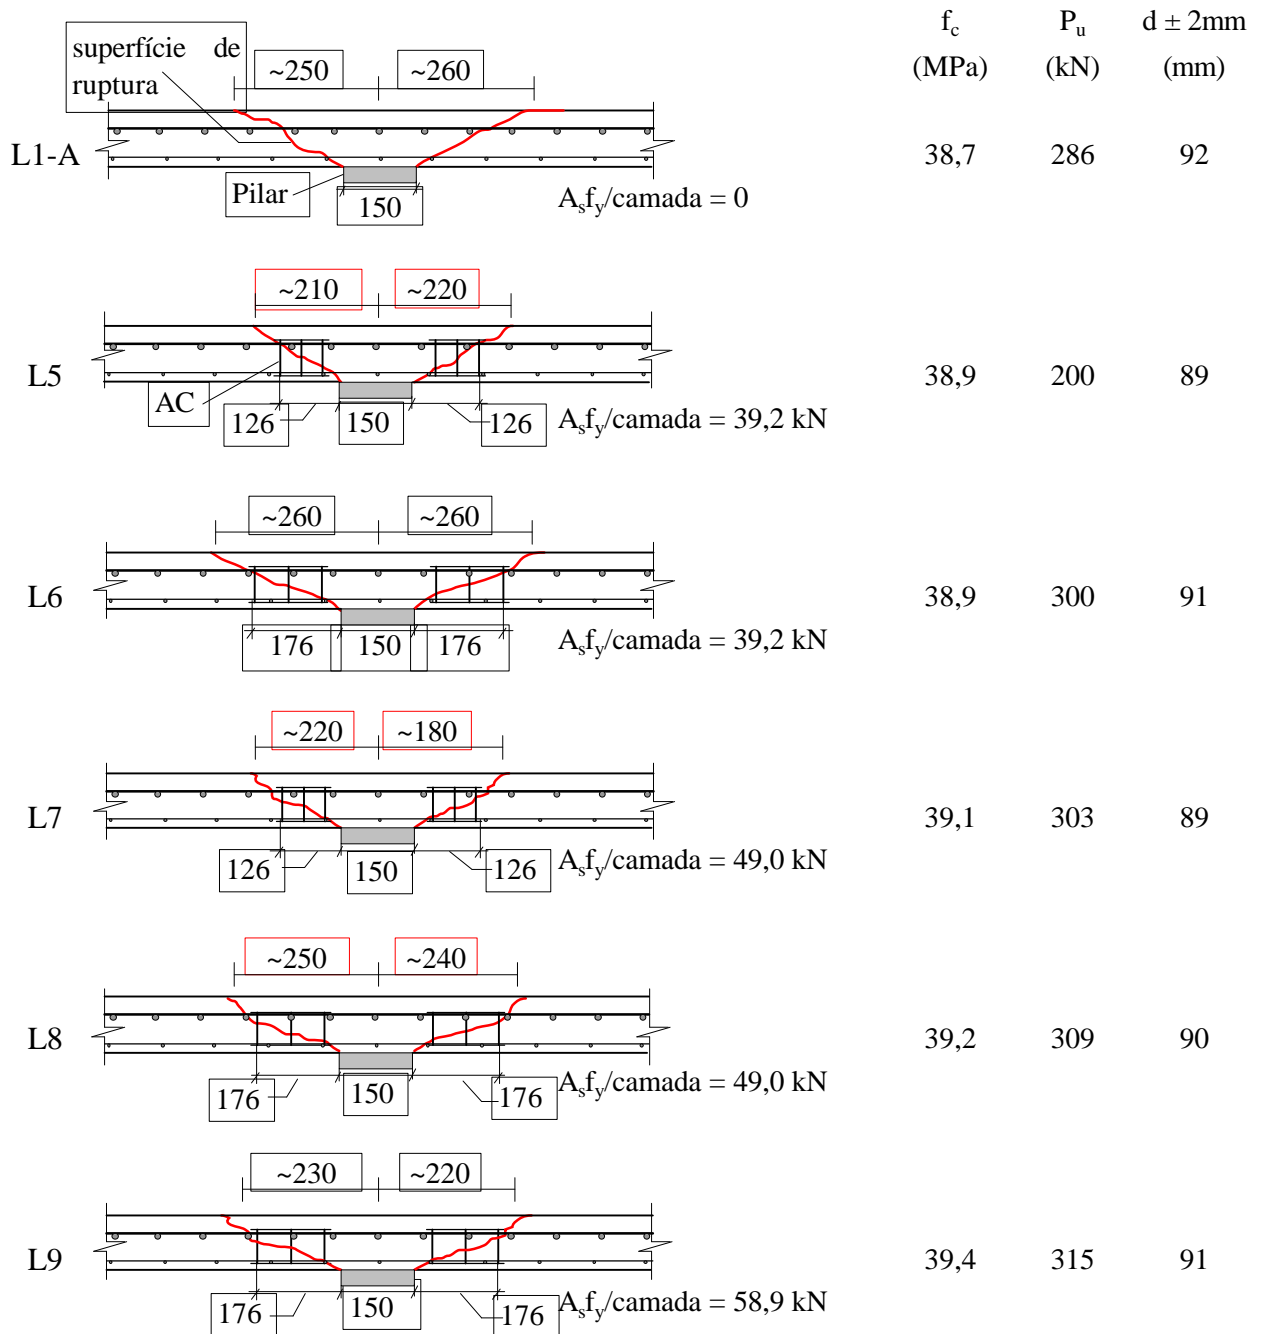 f_c P_u d ± 2mm
(MPa) (kN) (mm)
superfície de
ruptura
~250 ~260
L1-A 38,7 286 92
Pilar
150
A_sf_y/camada = 0
~210 ~220
L5 38,9 200 89
AC
126 150 126
A_sf_y/camada = 39,2 kN
~260 ~260
L6 38,9 300 91
176 150 176
A_sf_y/camada = 39,2 kN
~220 ~180
L7 39,1 303 89
126 150 126
A_sf_y/camada = 49,0 kN
~250 ~240
L8 39,2 309 90
176 150 176
A_sf_y/camada = 49,0 kN
~230 ~220
L9 39,4 315 91
176 150 176
A_sf_y/camada = 58,9 kN